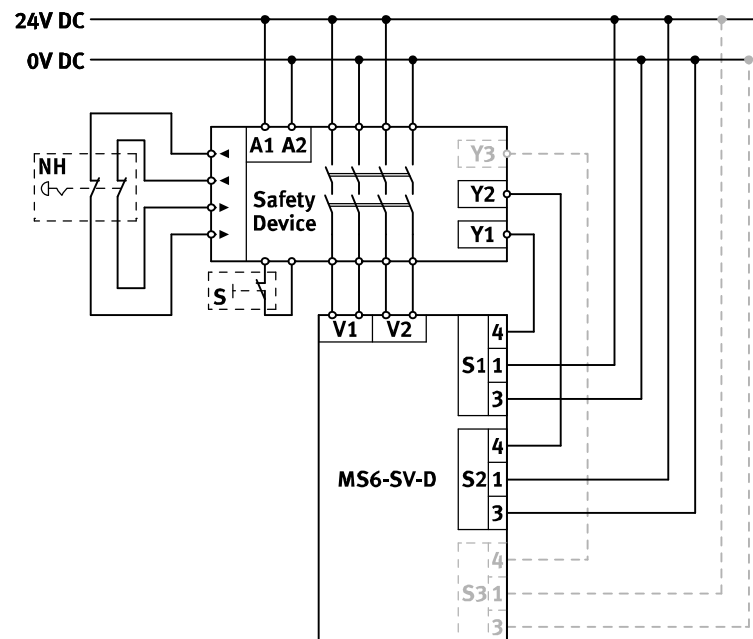 24V DC
0V DC
A1 A2
Y3
NH
Y2
Safety
Device
Y1
S
V1 V2
4
S1 1
3
4
MS6-SV-D S2 1
3
4
S3 1
3